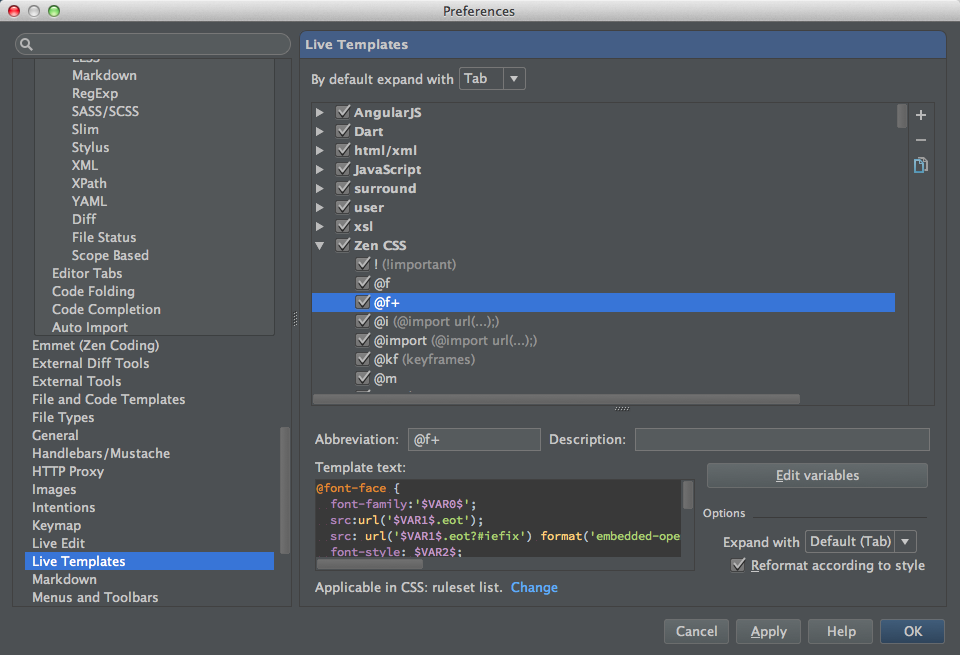 Preferences
Markdown
RegExp
SASS/SCSS
Slim
Stylus
XML
XPath
YAML
Diff
File Status
Scope Based
Editor Tabs
Code Folding
Code Completion
Auto Import
Emmet (Zen Coding)
External Diff Tools
External Tools
File and Code Templates
File Types
General
Handlebars/Mustache
HTTP Proxy
Images
Intentions
Keymap
Live Edit
Live Templates
Markdown
Menus and Toolbars
Live Templates
By default expand with Tab
AngularJS
Dart
html/xml
JavaScript
surround
user
xsl
Zen CSS
! (!important)
@f
@f+
@i (@import url(...);)
@import (@import url(...);)
@kf (keyframes)
@m
Abbreviation: @f+ Description:
Template text:
@font-face {
font-family:'$VAR0$';
src:url('$VAR1$.eot');
src: url('$VAR1$.eot?#iefix') format('embedded-ope
font-style: $VAR2$;
Edit variables
Options
Expand with Default (Tab)
Reformat according to style
Applicable in CSS: ruleset list. Change
Cancel Apply Help OK